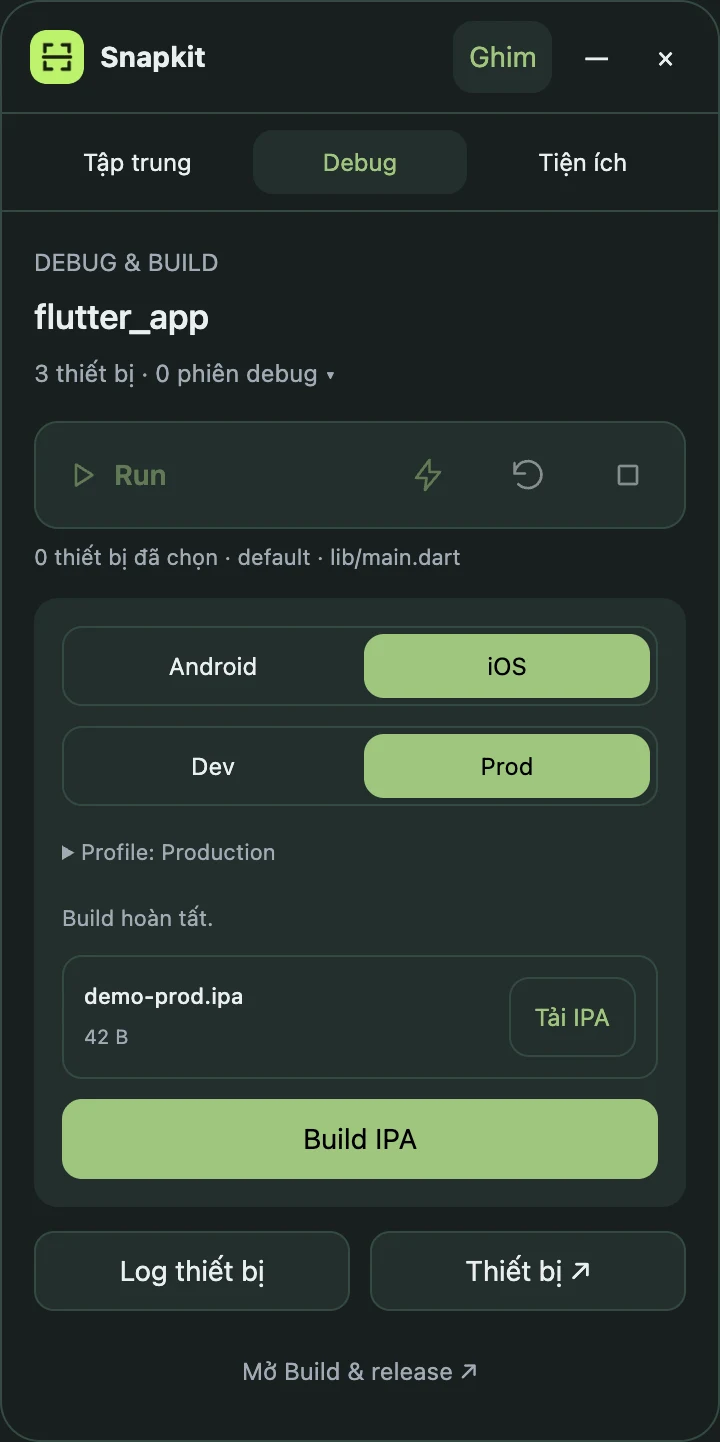 Snapkit
Ghim
Tập trung
Debug
Tiện ích
DEBUG & BUILD
flutter_app
3 thiết bị · 0 phiên debug ▾
Run
0 thiết bị đã chọn · default · lib/main.dart
Android
iOS
Dev
Prod
▶ Profile: Production
Build hoàn tất.
demo-prod.ipa
42 B
Tải IPA
Build IPA
Log thiết bị
Thiết bị ↗
Mở Build & release ↗